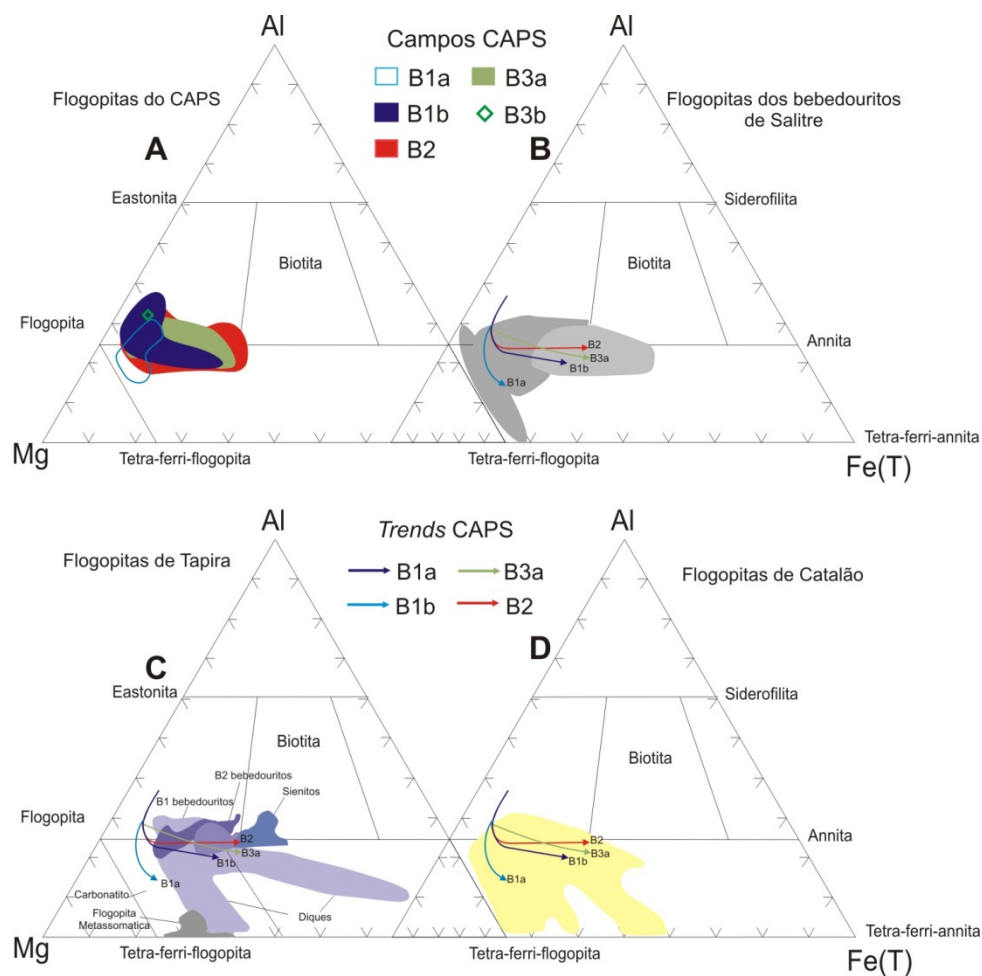 Al
Campos CAPS
B1a
B3a
B1b
B3b
B2
Al
Flogopitas do CAPS
Flogopitas dos bebedouritos
de Salitre
A
B
Eastonita
Siderofilita
Biotita
Biotita
Flogopita
Annita
B2
B3a
B1b
B1a
Mg
Tetra-ferri-flogopita
Tetra-ferri-flogopita
Tetra-ferri-annita
Fe(T)
Al
Trends CAPS
B1a
B3a
B1b
B2
Al
Flogopitas de Tapira
Flogopitas de Catalão
C
D
Eastonita
Siderofilita
Biotita
Biotita
B2 bebedouritos
B1 bebedouritos
Sienitos
Flogopita
Annita
B2
B3a
B1b
B1a
B2
B3a
B1b
B1a
Carbonatito
Flogopita
Metassomatica
Diques
Mg
Tetra-ferri-flogopita
Tetra-ferri-flogopita
Tetra-ferri-annita
Fe(T)